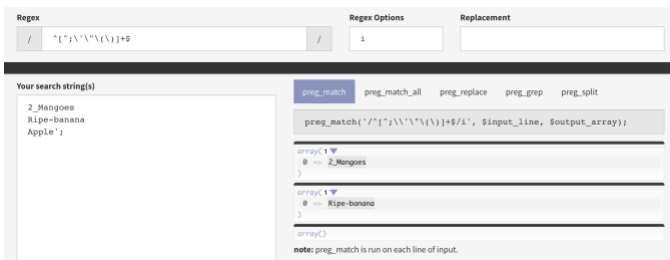 Regex
Regex Options
Replacement
/ ^[^;\'\"\(\)]+$ /
i
Your search string(s)
2_Mangoes
Ripe-banana
Apple';
preg_match preg_match_all preg_replace preg_grep preg_split
preg_match('/^[^;\\'\"\(\)]+$/i', $input_line, $output_array);
array( 1
0 => 2_Mangoes
)
array( 1
0 => Ripe-banana
)
array()
note: preg_match is run on each line of input.